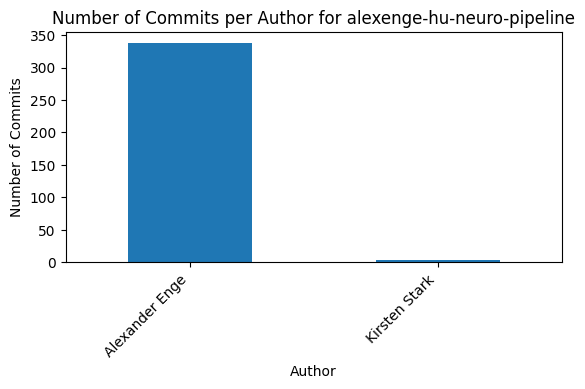 Number of Commits per Author for alexenge-hu-neuro-pipeline
350
300
250
200
150
100
50
0
Number of Commits
Alexander Enge
Kirsten Stark
Author